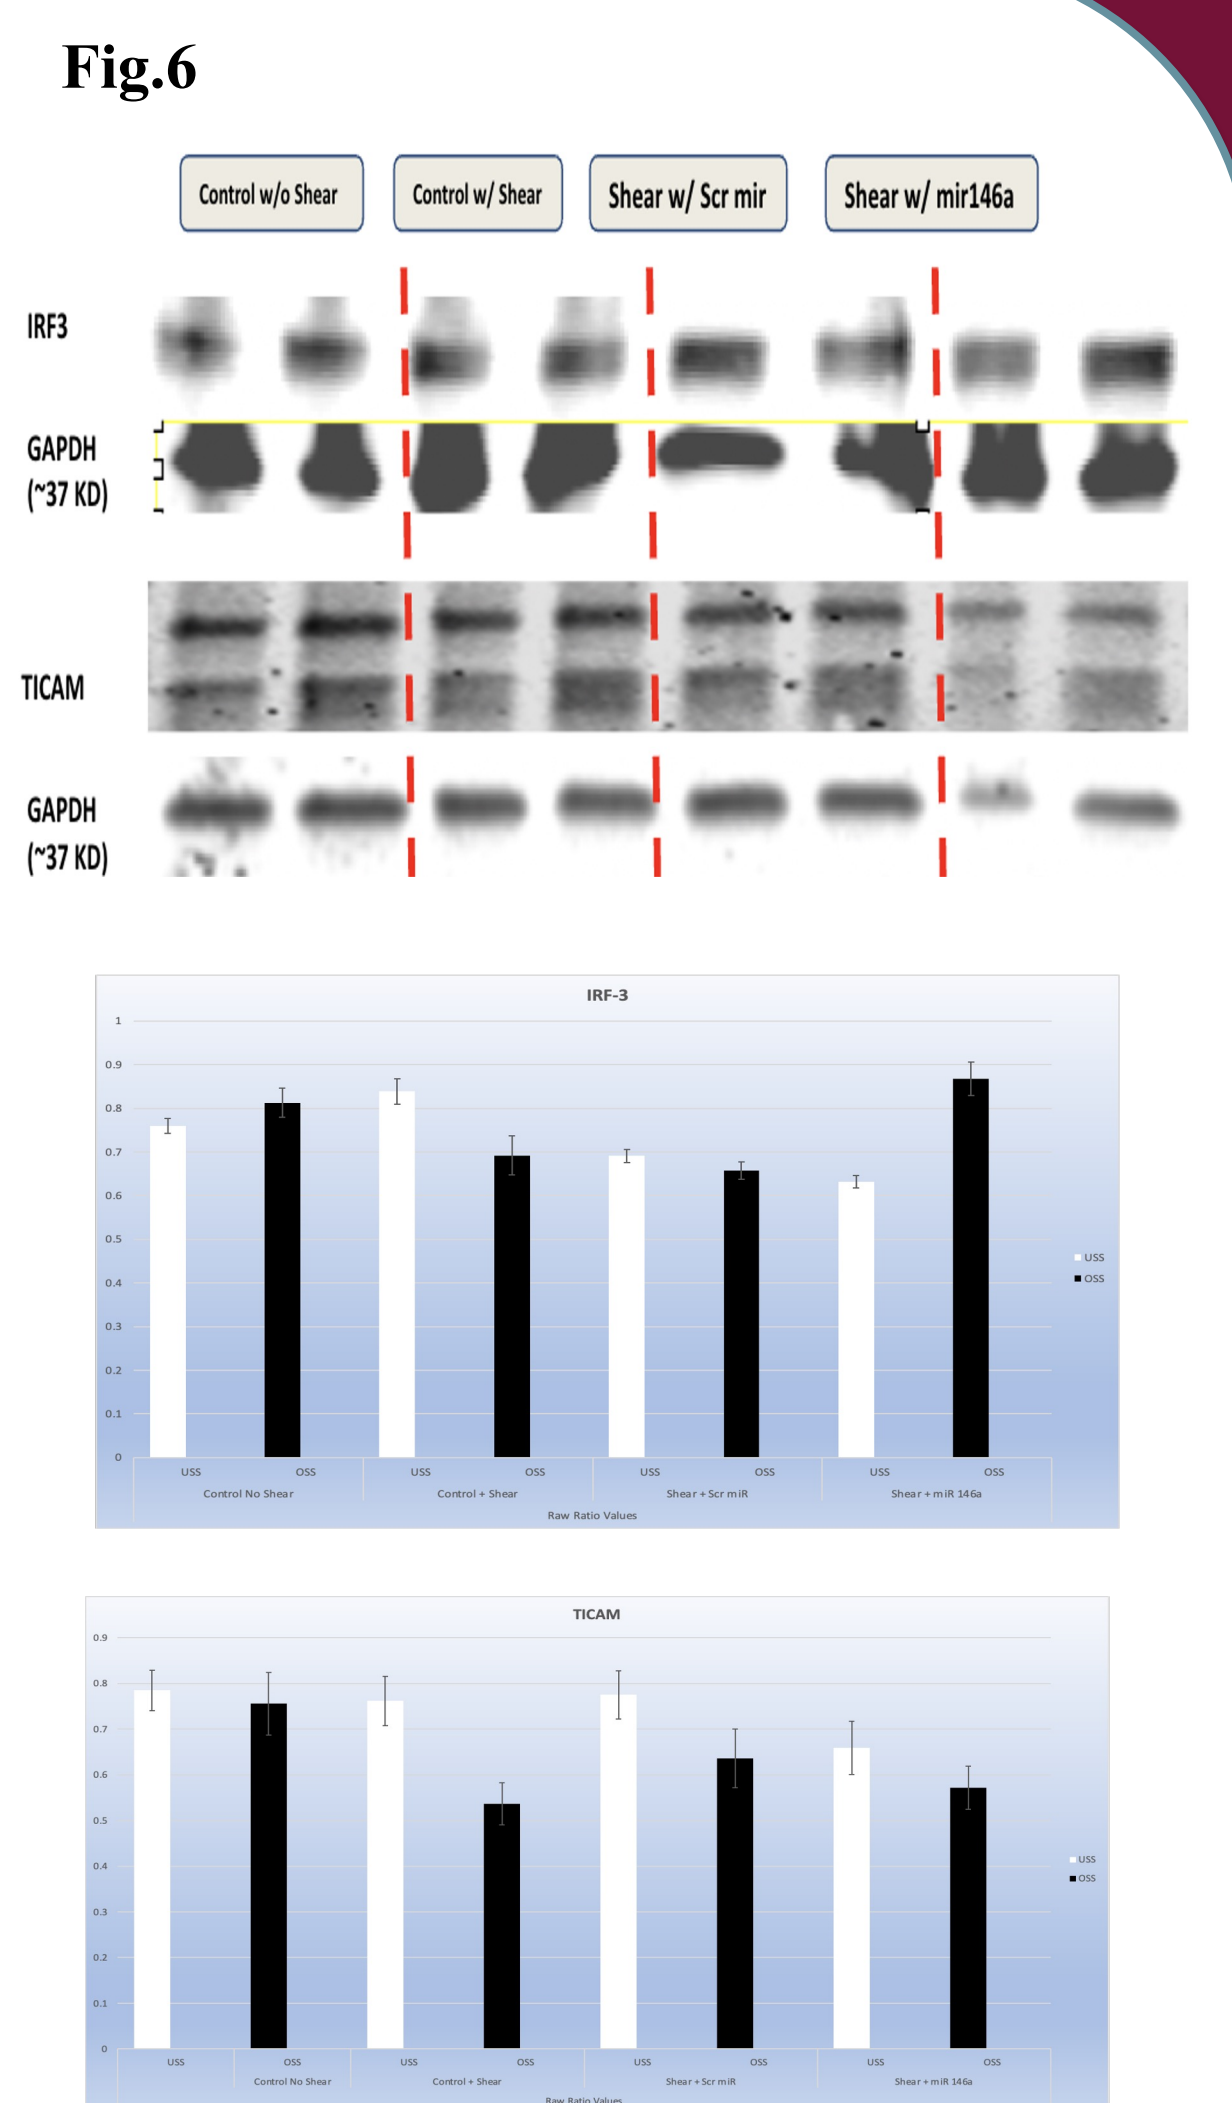 Fig.6
Control w/o Shear
Control w/ Shear
Shear w/ Scr mir
Shear w/ mir146a
IRF3
GAPDH
(~37 KD)
TICAM
GAPDH
(~37 KD)
IRF-3
1
0.9
0.8
0.7
0.6
0.5
0.4
0.3
0.2
0.1
0
USS
OSS
USS OSS USS OSS USS OSS USS OSS
Control No Shear Control + Shear Shear + Scr miR Shear + miR 146a
Raw Ratio Values
TICAM
0.9
0.8
0.7
0.6
0.5
0.4
0.3
0.2
0.1
0
USS
OSS
USS OSS USS OSS USS OSS USS OSS
Control No Shear Control + Shear Shear + Scr miR Shear + miR 146a
Raw Ratio Values